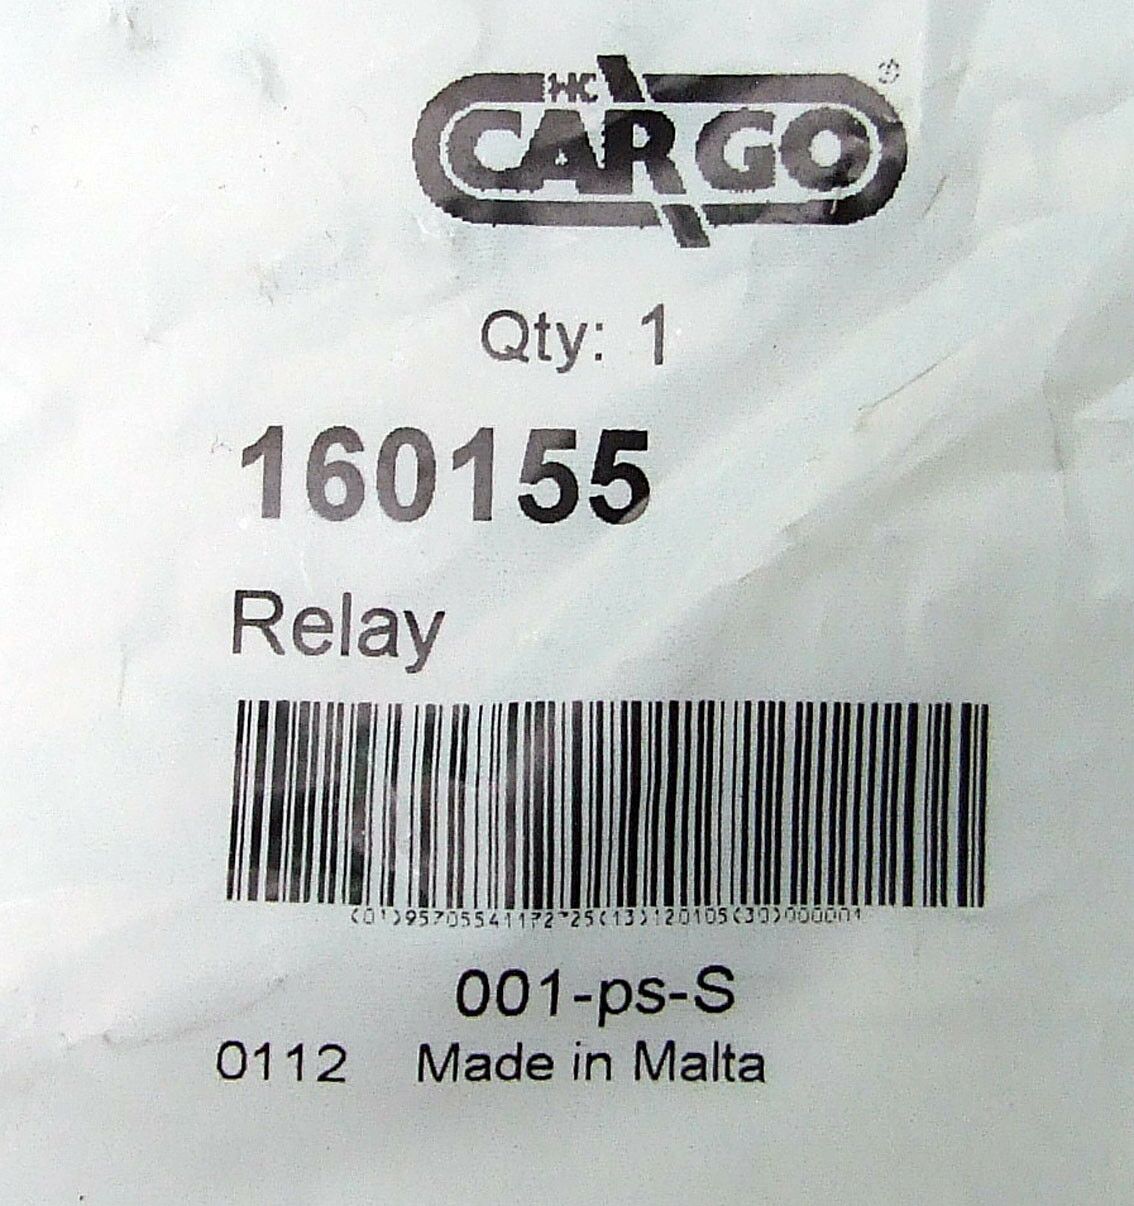 HC
CARGO
Qty: 1
160155
Relay
(01)95705541172725(13)120105(30)000001
001-ps-S
0112 Made in Malta